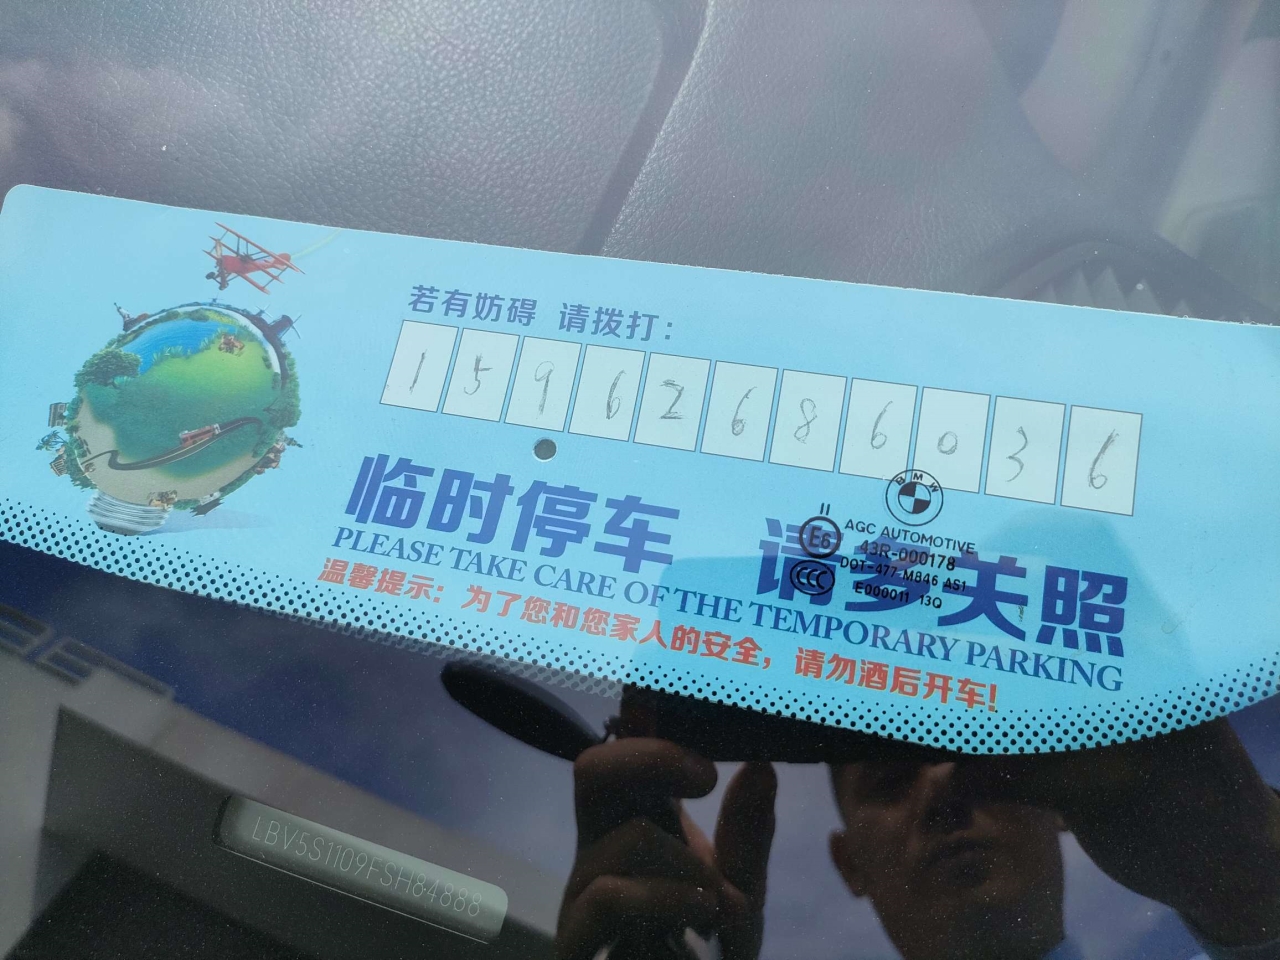 若有妨碍 请拨打：
15962686036
临时停车 请多关照
PLEASE TAKE CARE OF THE TEMPORARY PARKING
温馨提示：为了您和您家人的安全，请勿酒后开车！
BMW
II
AGC AUTOMOTIVE
E6
43R-000178
DOT-477 M846 AS1
CCC
E000011 13Q
LBV5S1109FSH84888